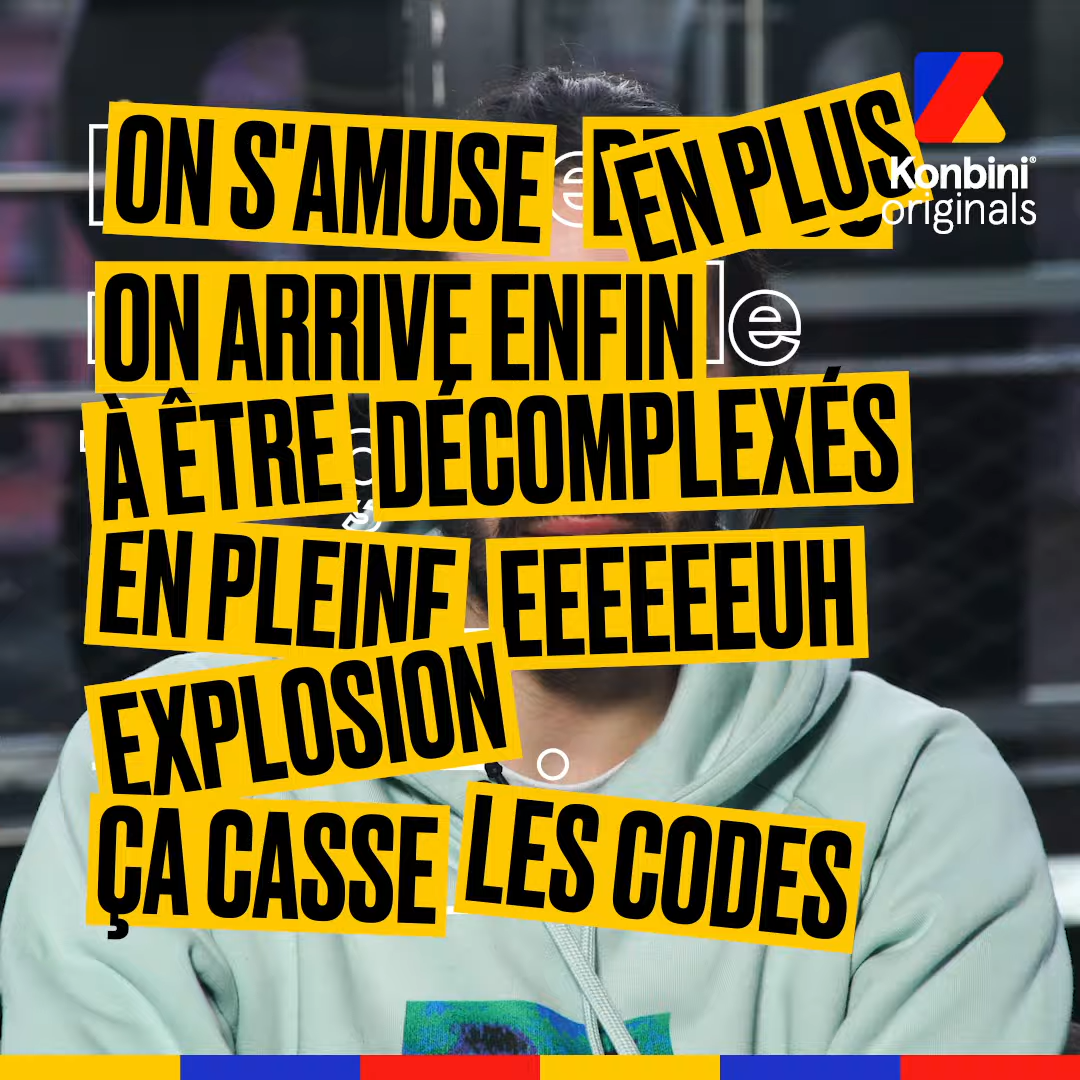 ON S'AMUSE EN PLUS
Konbini
originals
ON ARRIVE ENFIN
le
À ÊTRE DÉCOMPLEXÉS
EN PLEINE EEEEEEUH
EXPLOSION
ÇA CASSE LES CODES